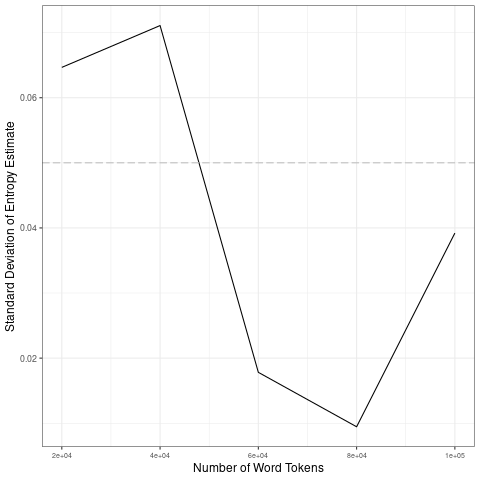 Standard Deviation of Entropy Estimate
0.06
0.04
0.02
2e+04 4e+04 6e+04 8e+04 1e+05
Number of Word Tokens